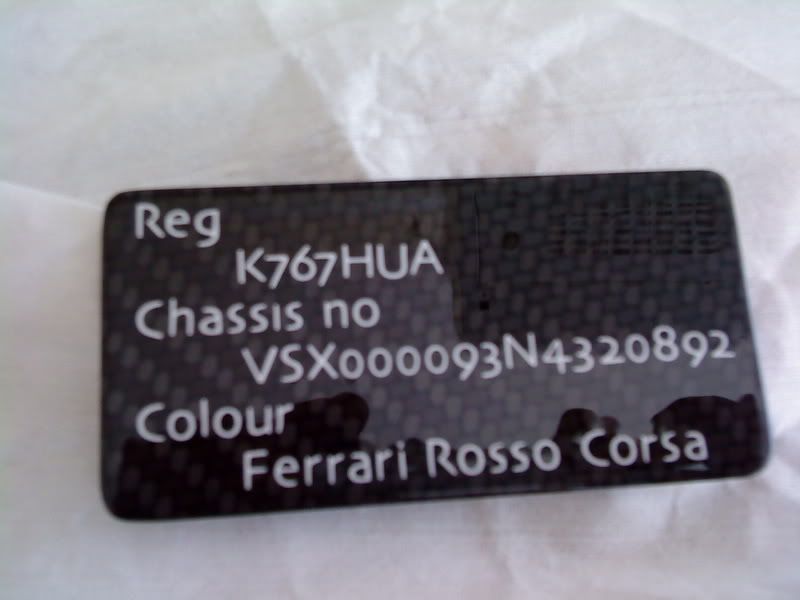 Reg
K767HUA
Chassis no
VSX000093N4320892
Colour
Ferrari Rosso Corsa